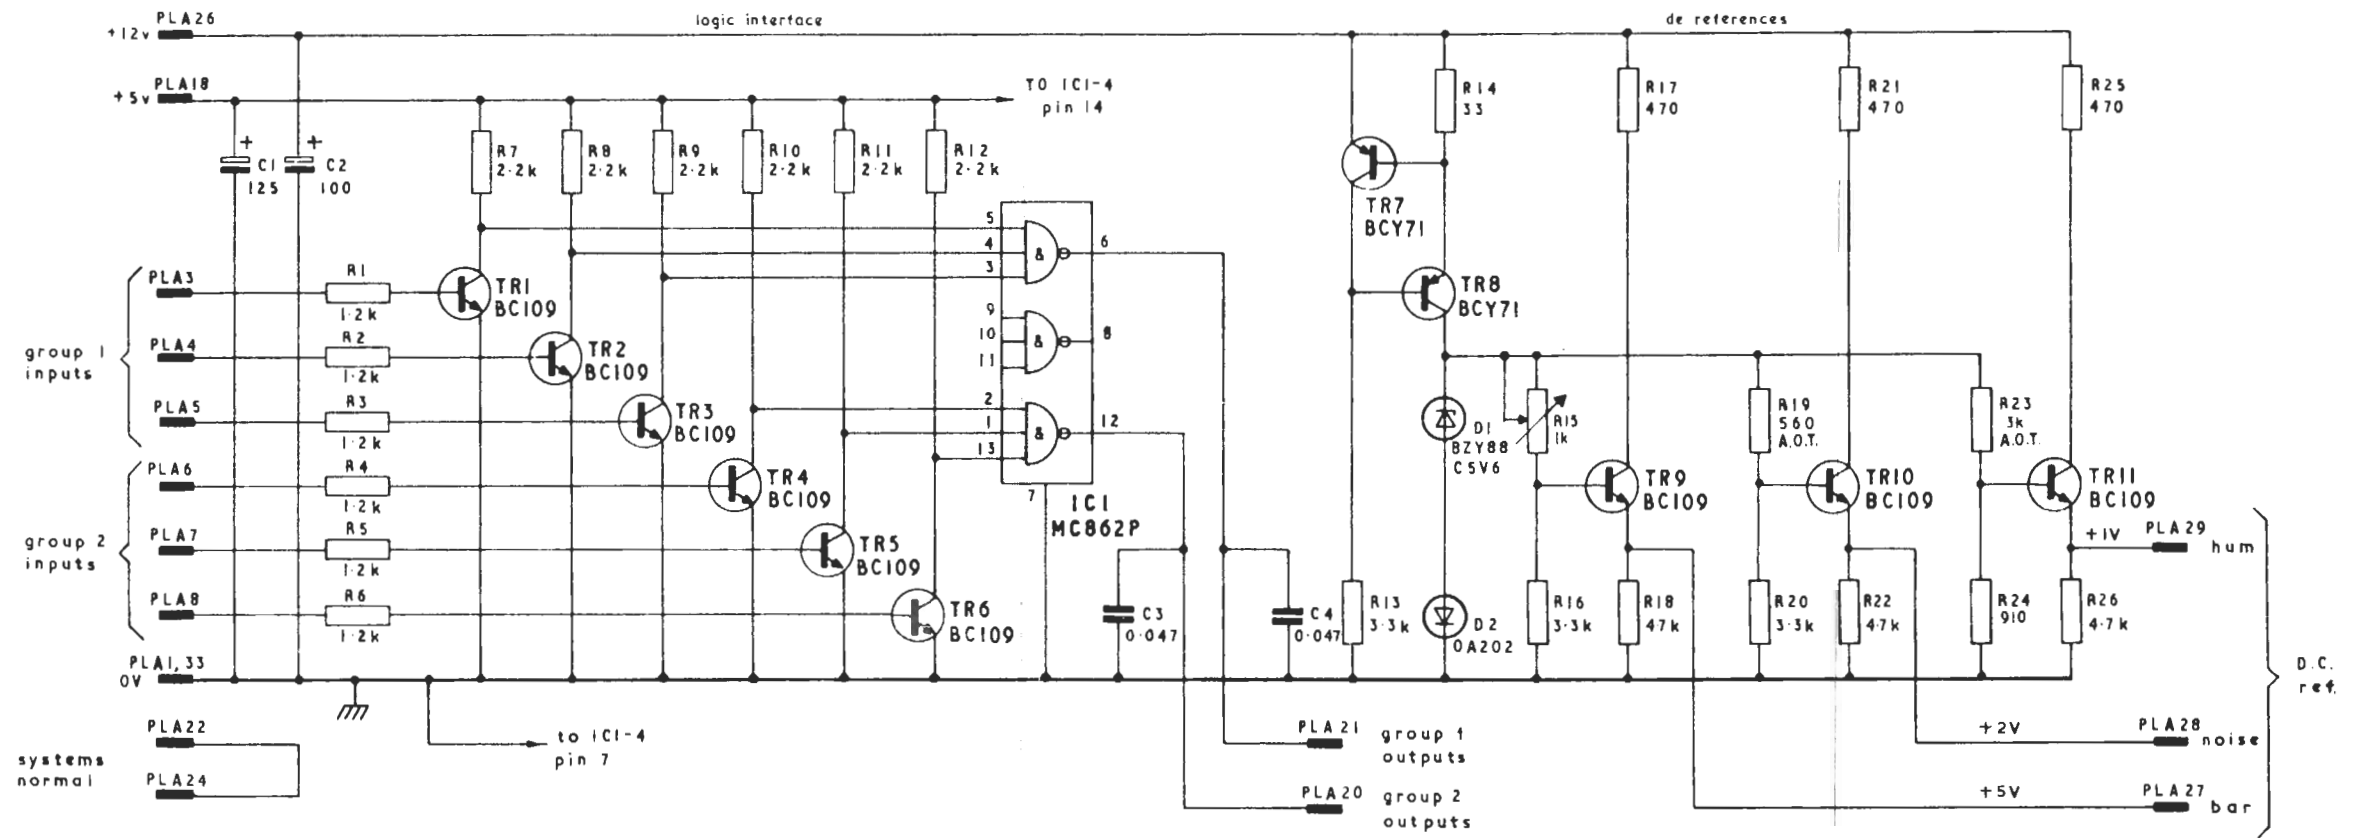 PLA26
+12v
logic interface
de references
PLA18
+5v
TO IC1-4
pin 14
+
C1
125
+
C2
100
R7
2·2k
R8
2·2k
R9
2·2k
R10
2·2k
R11
2·2k
R12
2·2k
R14
33
R17
470
R21
470
R25
470
TR7
BCY71
group 1
inputs
PLA3
R1
1·2k
TR1
BC109
PLA4
R2
1·2k
TR2
BC109
PLA5
R3
1·2k
TR3
BC109
group 2
inputs
PLA6
R4
1·2k
TR4
BC109
PLA7
R5
1·2k
TR5
BC109
PLA8
R6
1·2k
TR6
BC109
5
4
3
&
6
9
10
11
&
8
2
1
13
&
12
7
IC1
MC862P
TR8
BCY71
D1
BZY88
C5V6
R15
1k
R19
560
A.O.T.
R23
3k
A.O.T.
TR9
BC109
TR10
BC109
TR11
BC109
+1V
PLA29
hum
C3
0·047
C4
0·047
R13
3·3k
D2
OA202
R16
3·3k
R18
47k
R20
3·3k
R22
47k
R24
910
R26
4·7k
PLA1,33
0V
D.C.
ref.
systems
normal
PLA22
PLA24
to IC1-4
pin 7
PLA21
group 1
outputs
PLA20
group 2
outputs
+2V
PLA28
noise
+5V
PLA27
bar